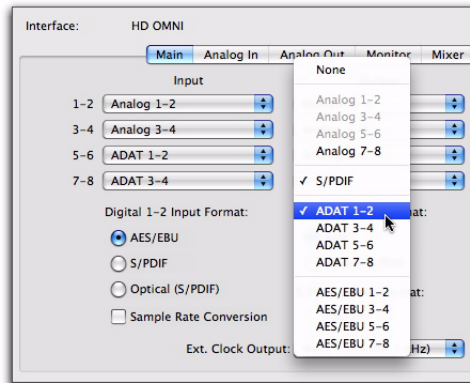 Interface: HD OMNI
Main Analog In Analog Out Monitor Mixer
Input
1-2 Analog 1-2
3-4 Analog 3-4
5-6 ADAT 1-2
7-8 ADAT 3-4
Digital 1-2 Input Format:
AES/EBU
S/PDIF
Optical (S/PDIF)
Sample Rate Conversion
Ext. Clock Output:
None
Analog 1-2
Analog 3-4
Analog 5-6
Analog 7-8
✓ S/PDIF
✓ ADAT 1-2
ADAT 3-4
ADAT 5-6
ADAT 7-8
AES/EBU 1-2
AES/EBU 3-4
AES/EBU 5-6
AES/EBU 7-8
at:
at:
Hz)